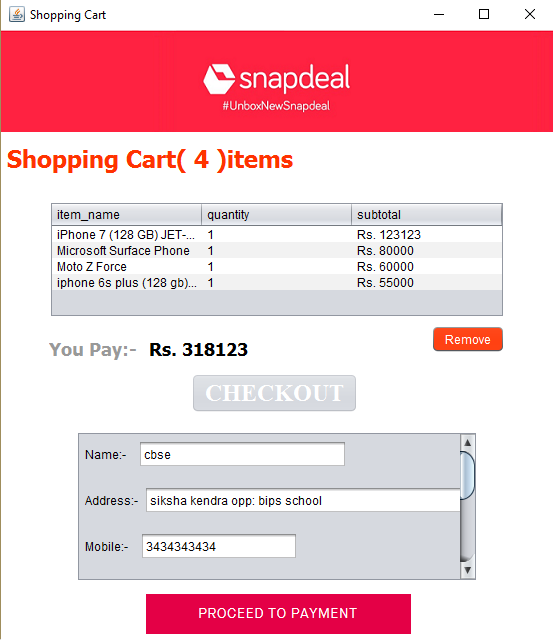 Shopping Cart
snapdeal
#UnboxNewSnapdeal
Shopping Cart( 4 )items
item_name quantity subtotal
iPhone 7 (128 GB) JET-... 1 Rs. 123123
Microsoft Surface Phone 1 Rs. 80000
Moto Z Force 1 Rs. 60000
iphone 6s plus (128 gb)... 1 Rs. 55000
Remove
You Pay:- Rs. 318123
CHECKOUT
Name:- cbse
Address:- siksha kendra opp: bips school
Mobile:- 3434343434
PROCEED TO PAYMENT